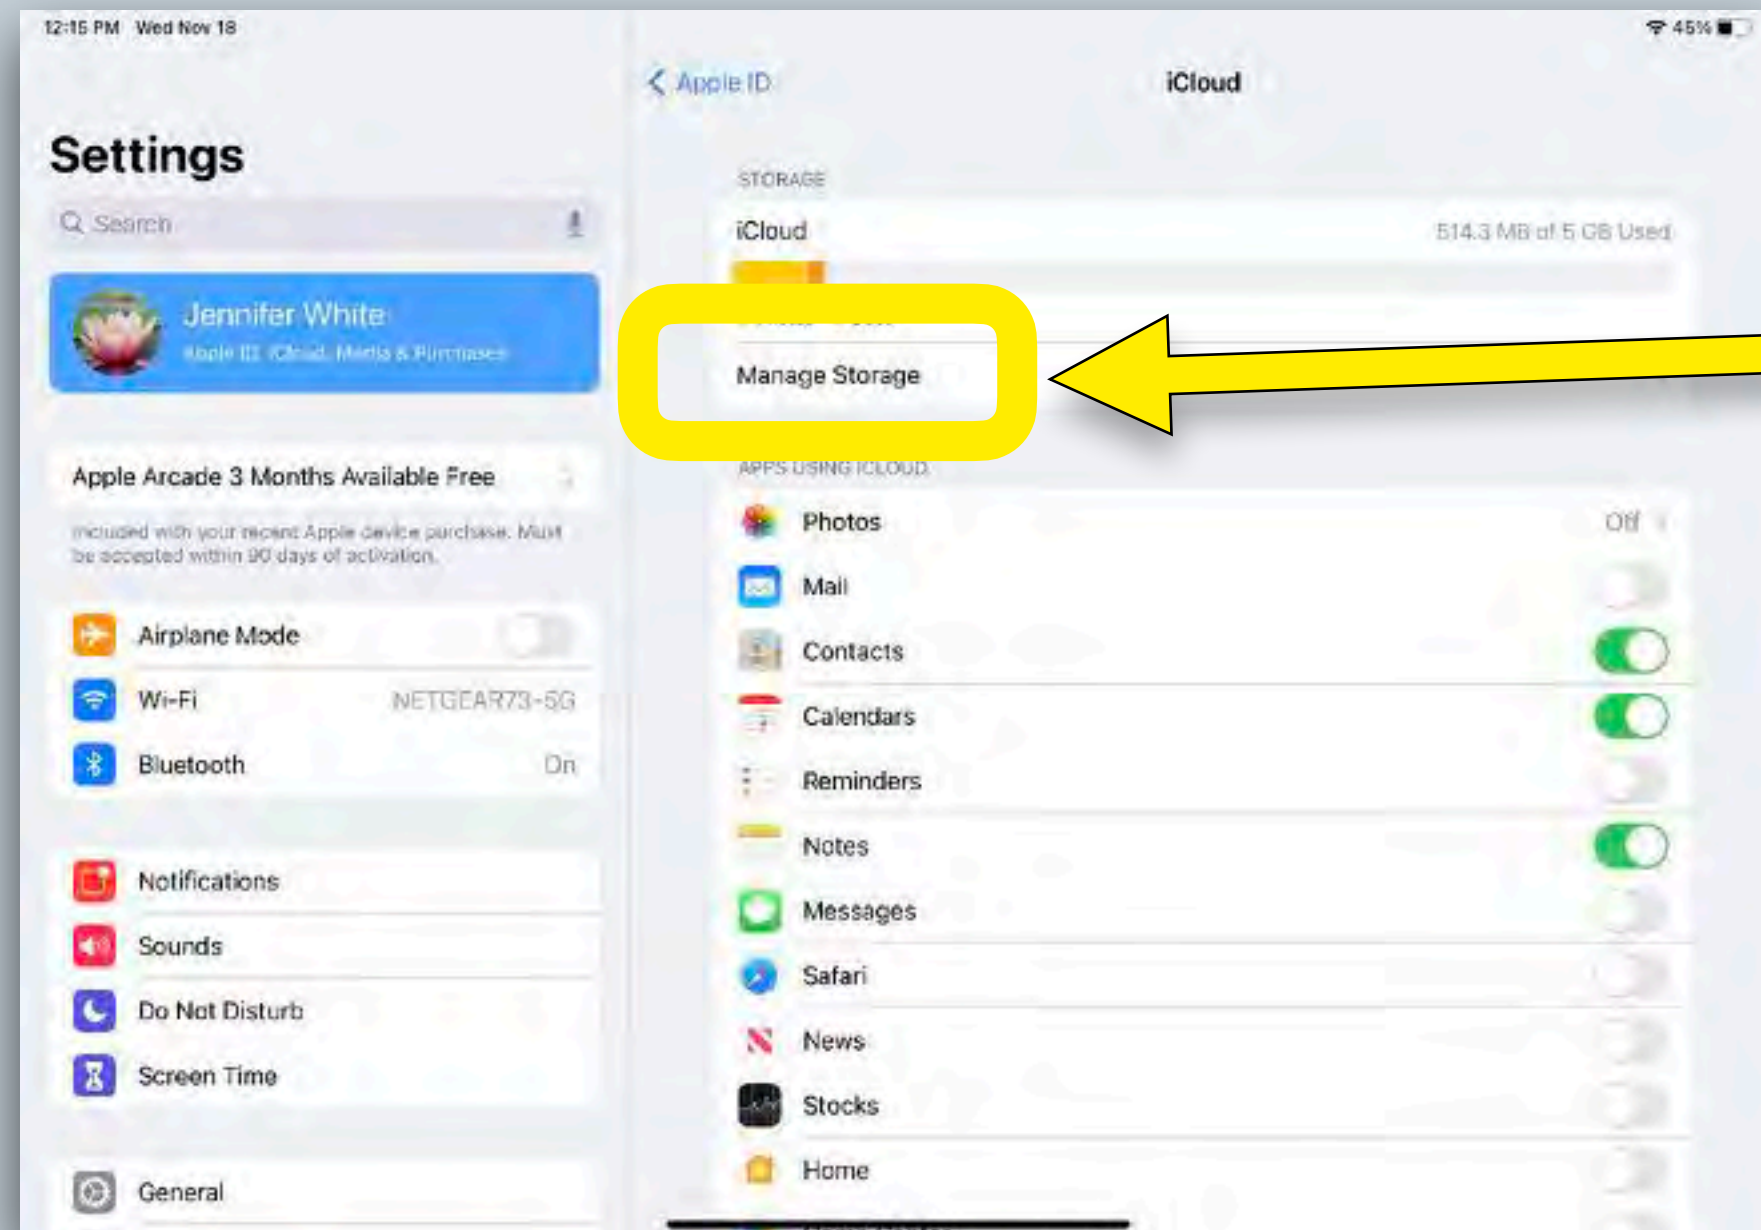 12:15 PM Wed Nov 18
45%
Settings
Search
Jennifer White
Apple ID, iCloud, Media & Purchases
Apple Arcade 3 Months Available Free
Included with your recent Apple device purchase. Must
be accepted within 90 days of activation.
Airplane Mode
Wi-Fi NETGEAR73-5G
Bluetooth On
Notifications
Sounds
Do Not Disturb
Screen Time
General
Apple ID
iCloud
STORAGE
iCloud 514.3 MB of 5 GB Used
Manage Storage
APPS USING ICLOUD
Photos Off
Mail
Contacts
Calendars
Reminders
Notes
Messages
Safari
News
Stocks
Home